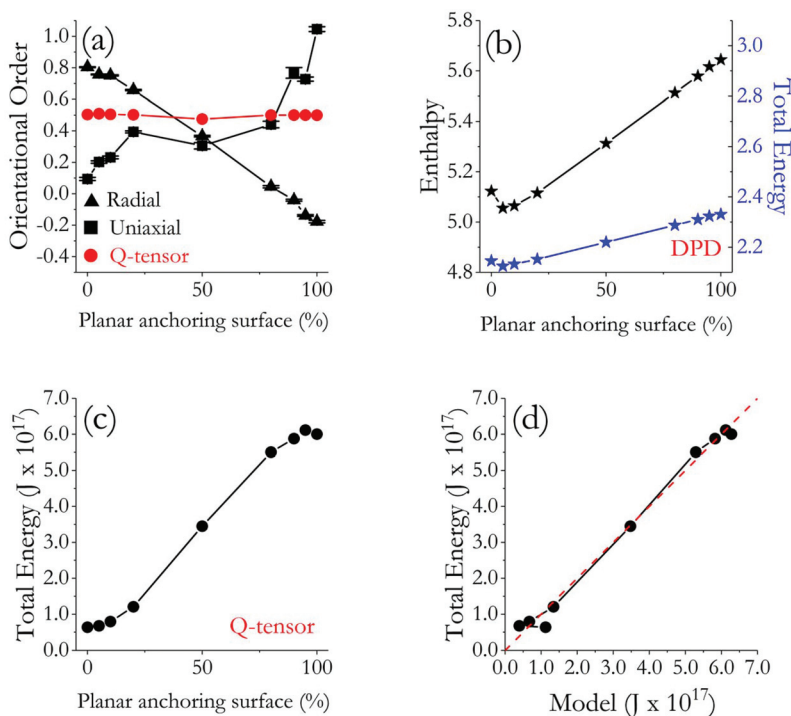 (a)
Orientational Order
1.0
0.8
0.6
0.4
0.2
0.0
-0.2
-0.4
Radial
Uniaxial
Q-tensor
0 50 100
Planar anchoring surface (%)
(b)
Enthalpy
5.8
5.6
5.4
5.2
5.0
4.8
Total Energy
3.0
2.8
2.6
2.4
2.2
DPD
0 50 100
Planar anchoring surface (%)
(c)
Total Energy (J x 10¹⁷)
7.0
6.0
5.0
4.0
3.0
2.0
1.0
0.0
Q-tensor
0 50 100
Planar anchoring surface (%)
(d)
Total Energy (J x 10¹⁷)
7.0
6.0
5.0
4.0
3.0
2.0
1.0
0.0
0.0 1.0 2.0 3.0 4.0 5.0 6.0 7.0
Model (J x 10¹⁷)